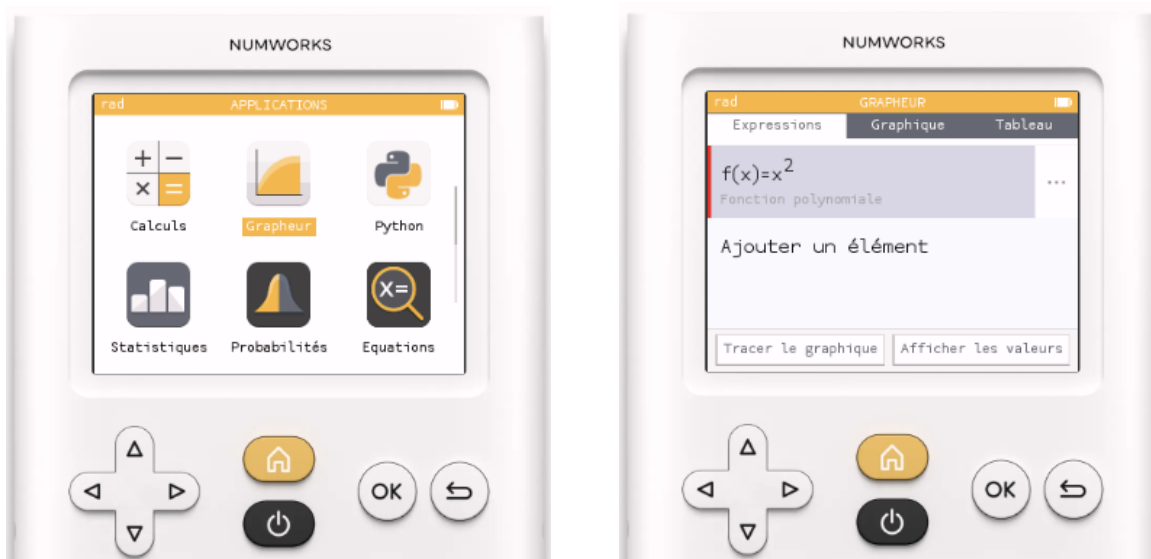 NUMWORKS
rad APPLICATIONS
+ −
× =
Calculs Grapheur Python
X=
Statistiques Probabilités Equations
OK
NUMWORKS
rad GRAPHEUR
Expressions Graphique Tableau
f(x)=x²
Fonction polynomiale
...
Ajouter un élément
Tracer le graphique Afficher les valeurs
OK